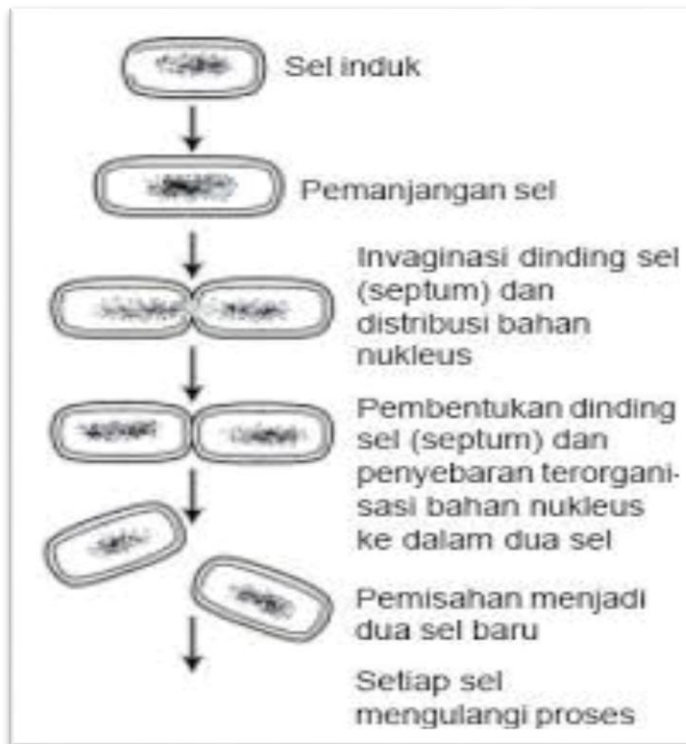 Sel induk
Pemanjangan sel
Invaginasi dinding sel
(septum) dan
distribusi bahan
nukleus
Pembentukan dinding
sel (septum) dan
penyebaran terorgani-
sasi bahan nukleus
ke dalam dua sel
Pemisahan menjadi
dua sel baru
Setiap sel
mengulangi proses